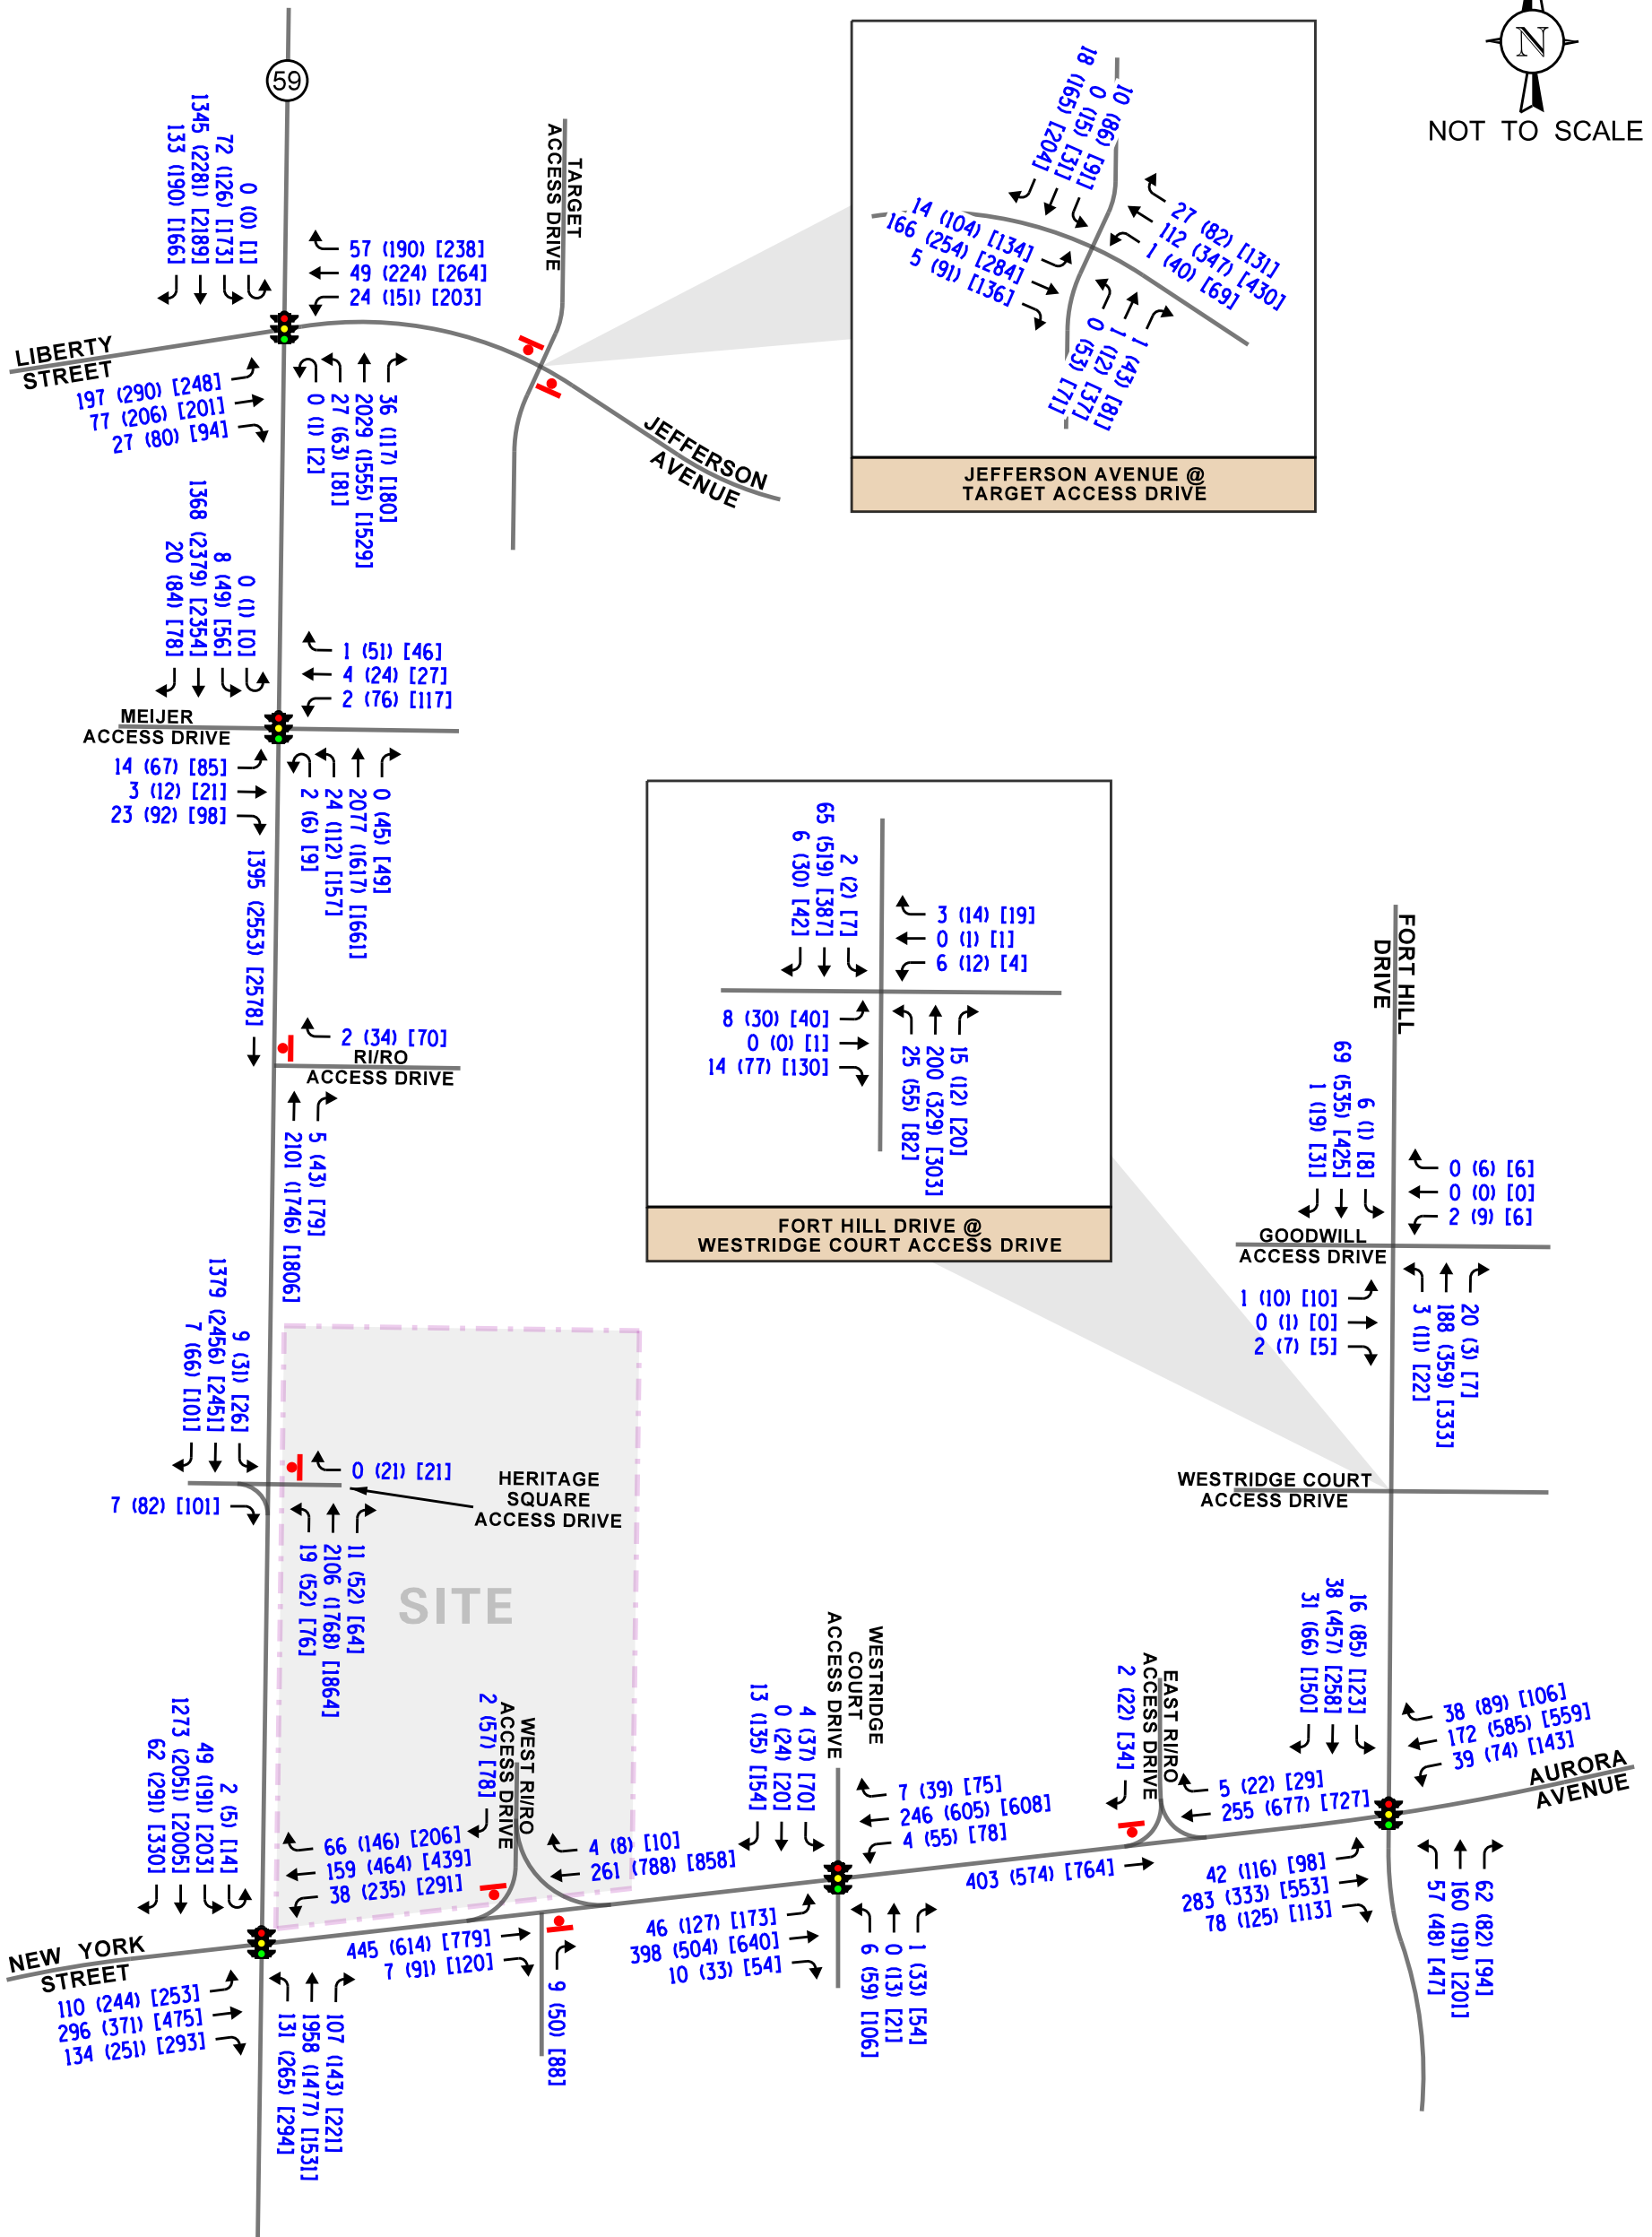 N
NOT TO SCALE
59
TARGET
ACCESS DRIVE
1345 (2281) [2189]
133 (190) [166]
72 (126) [173]
0 (0) [1]
57 (190) [238]
49 (224) [264]
24 (151) [203]
LIBERTY
STREET
197 (290) [248]
77 (206) [201]
27 (80) [94]
0 (1) [2]
27 (63) [81]
2029 (1555) [1529]
36 (117) [180]
JEFFERSON
AVENUE
18 (165) [204]
0 (15) [31]
10 (86) [91]
14 (104) [134]
166 (254) [284]
5 (91) [136]
27 (82) [131]
112 (347) [430]
1 (40) [69]
0 (53) [71]
1 (12) [37]
1 (43) [81]
JEFFERSON AVENUE @
TARGET ACCESS DRIVE
20 (84) [78]
1368 (2379) [2354]
8 (49) [56]
0 (1) [0]
1 (51) [46]
4 (24) [27]
2 (76) [117]
MEIJER
ACCESS DRIVE
14 (67) [85]
3 (12) [21]
23 (92) [98]
2 (6) [9]
24 (112) [157]
2077 (1617) [1661]
0 (45) [49]
1395 (2553) [2578]
2 (34) [70]
RI/RO
ACCESS DRIVE
2101 (1746) [1806]
5 (43) [79]
6 (30) [42]
65 (519) [387]
2 (2) [7]
3 (14) [19]
0 (1) [1]
6 (12) [4]
8 (30) [40]
0 (0) [1]
14 (77) [130]
25 (55) [82]
200 (329) [303]
15 (12) [20]
FORT HILL DRIVE @
WESTRIDGE COURT ACCESS DRIVE
FORT HILL
DRIVE
1 (19) [31]
69 (535) [425]
6 (1) [8]
0 (6) [6]
0 (0) [0]
2 (9) [6]
GOODWILL
ACCESS DRIVE
1 (10) [10]
0 (1) [0]
2 (7) [5]
3 (11) [22]
188 (359) [333]
20 (3) [7]
WESTRIDGE COURT
ACCESS DRIVE
7 (66) [101]
1379 (2456) [2451]
9 (31) [26]
0 (21) [21]
HERITAGE
SQUARE
ACCESS DRIVE
7 (82) [101]
19 (52) [76]
2106 (1768) [1864]
11 (52) [64]
SITE
62 (291) [330]
1273 (2051) [2005]
49 (191) [203]
2 (5) [14]
66 (146) [206]
159 (464) [439]
38 (235) [291]
NEW YORK
STREET
110 (244) [253]
296 (371) [475]
134 (251) [293]
131 (265) [294]
1958 (1477) [1531]
107 (143) [221]
2 (57) [78]
WEST RI/RO
ACCESS DRIVE
4 (8) [10]
261 (788) [858]
445 (614) [779]
7 (91) [120]
9 (50) [88]
WESTRIDGE
COURT
ACCESS DRIVE
13 (135) [154]
0 (24) [20]
4 (37) [70]
7 (39) [75]
246 (605) [608]
4 (55) [78]
46 (127) [173]
398 (504) [640]
10 (33) [54]
6 (59) [106]
0 (13) [21]
1 (33) [54]
2 (22) [34]
EAST RI/RO
ACCESS DRIVE
5 (22) [29]
255 (677) [727]
403 (574) [764]
31 (66) [150]
38 (457) [258]
16 (85) [123]
38 (89) [106]
172 (585) [559]
39 (74) [143]
AURORA
AVENUE
42 (116) [98]
283 (333) [553]
78 (125) [113]
57 (48) [47]
160 (191) [201]
62 (82) [94]